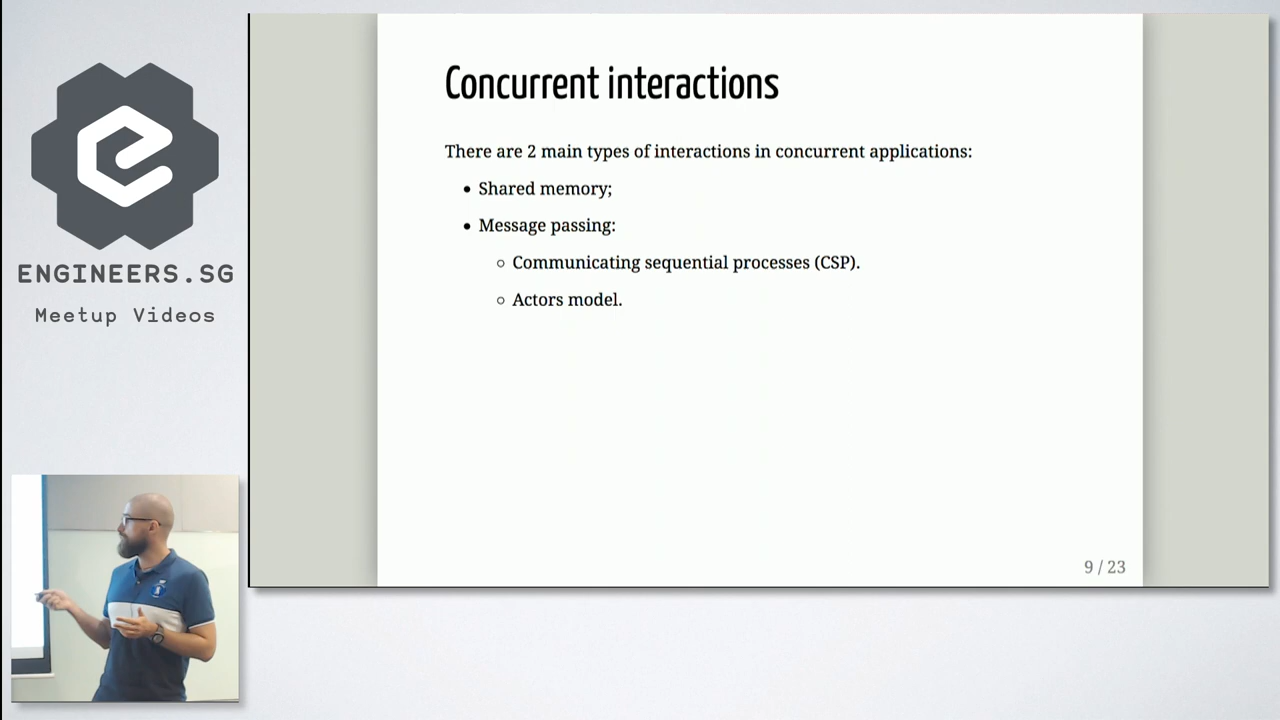 ENGINEERS.SG
Meetup Videos
Concurrent interactions
There are 2 main types of interactions in concurrent applications:
• Shared memory;
• Message passing:
○ Communicating sequential processes (CSP).
○ Actors model.
9 / 23